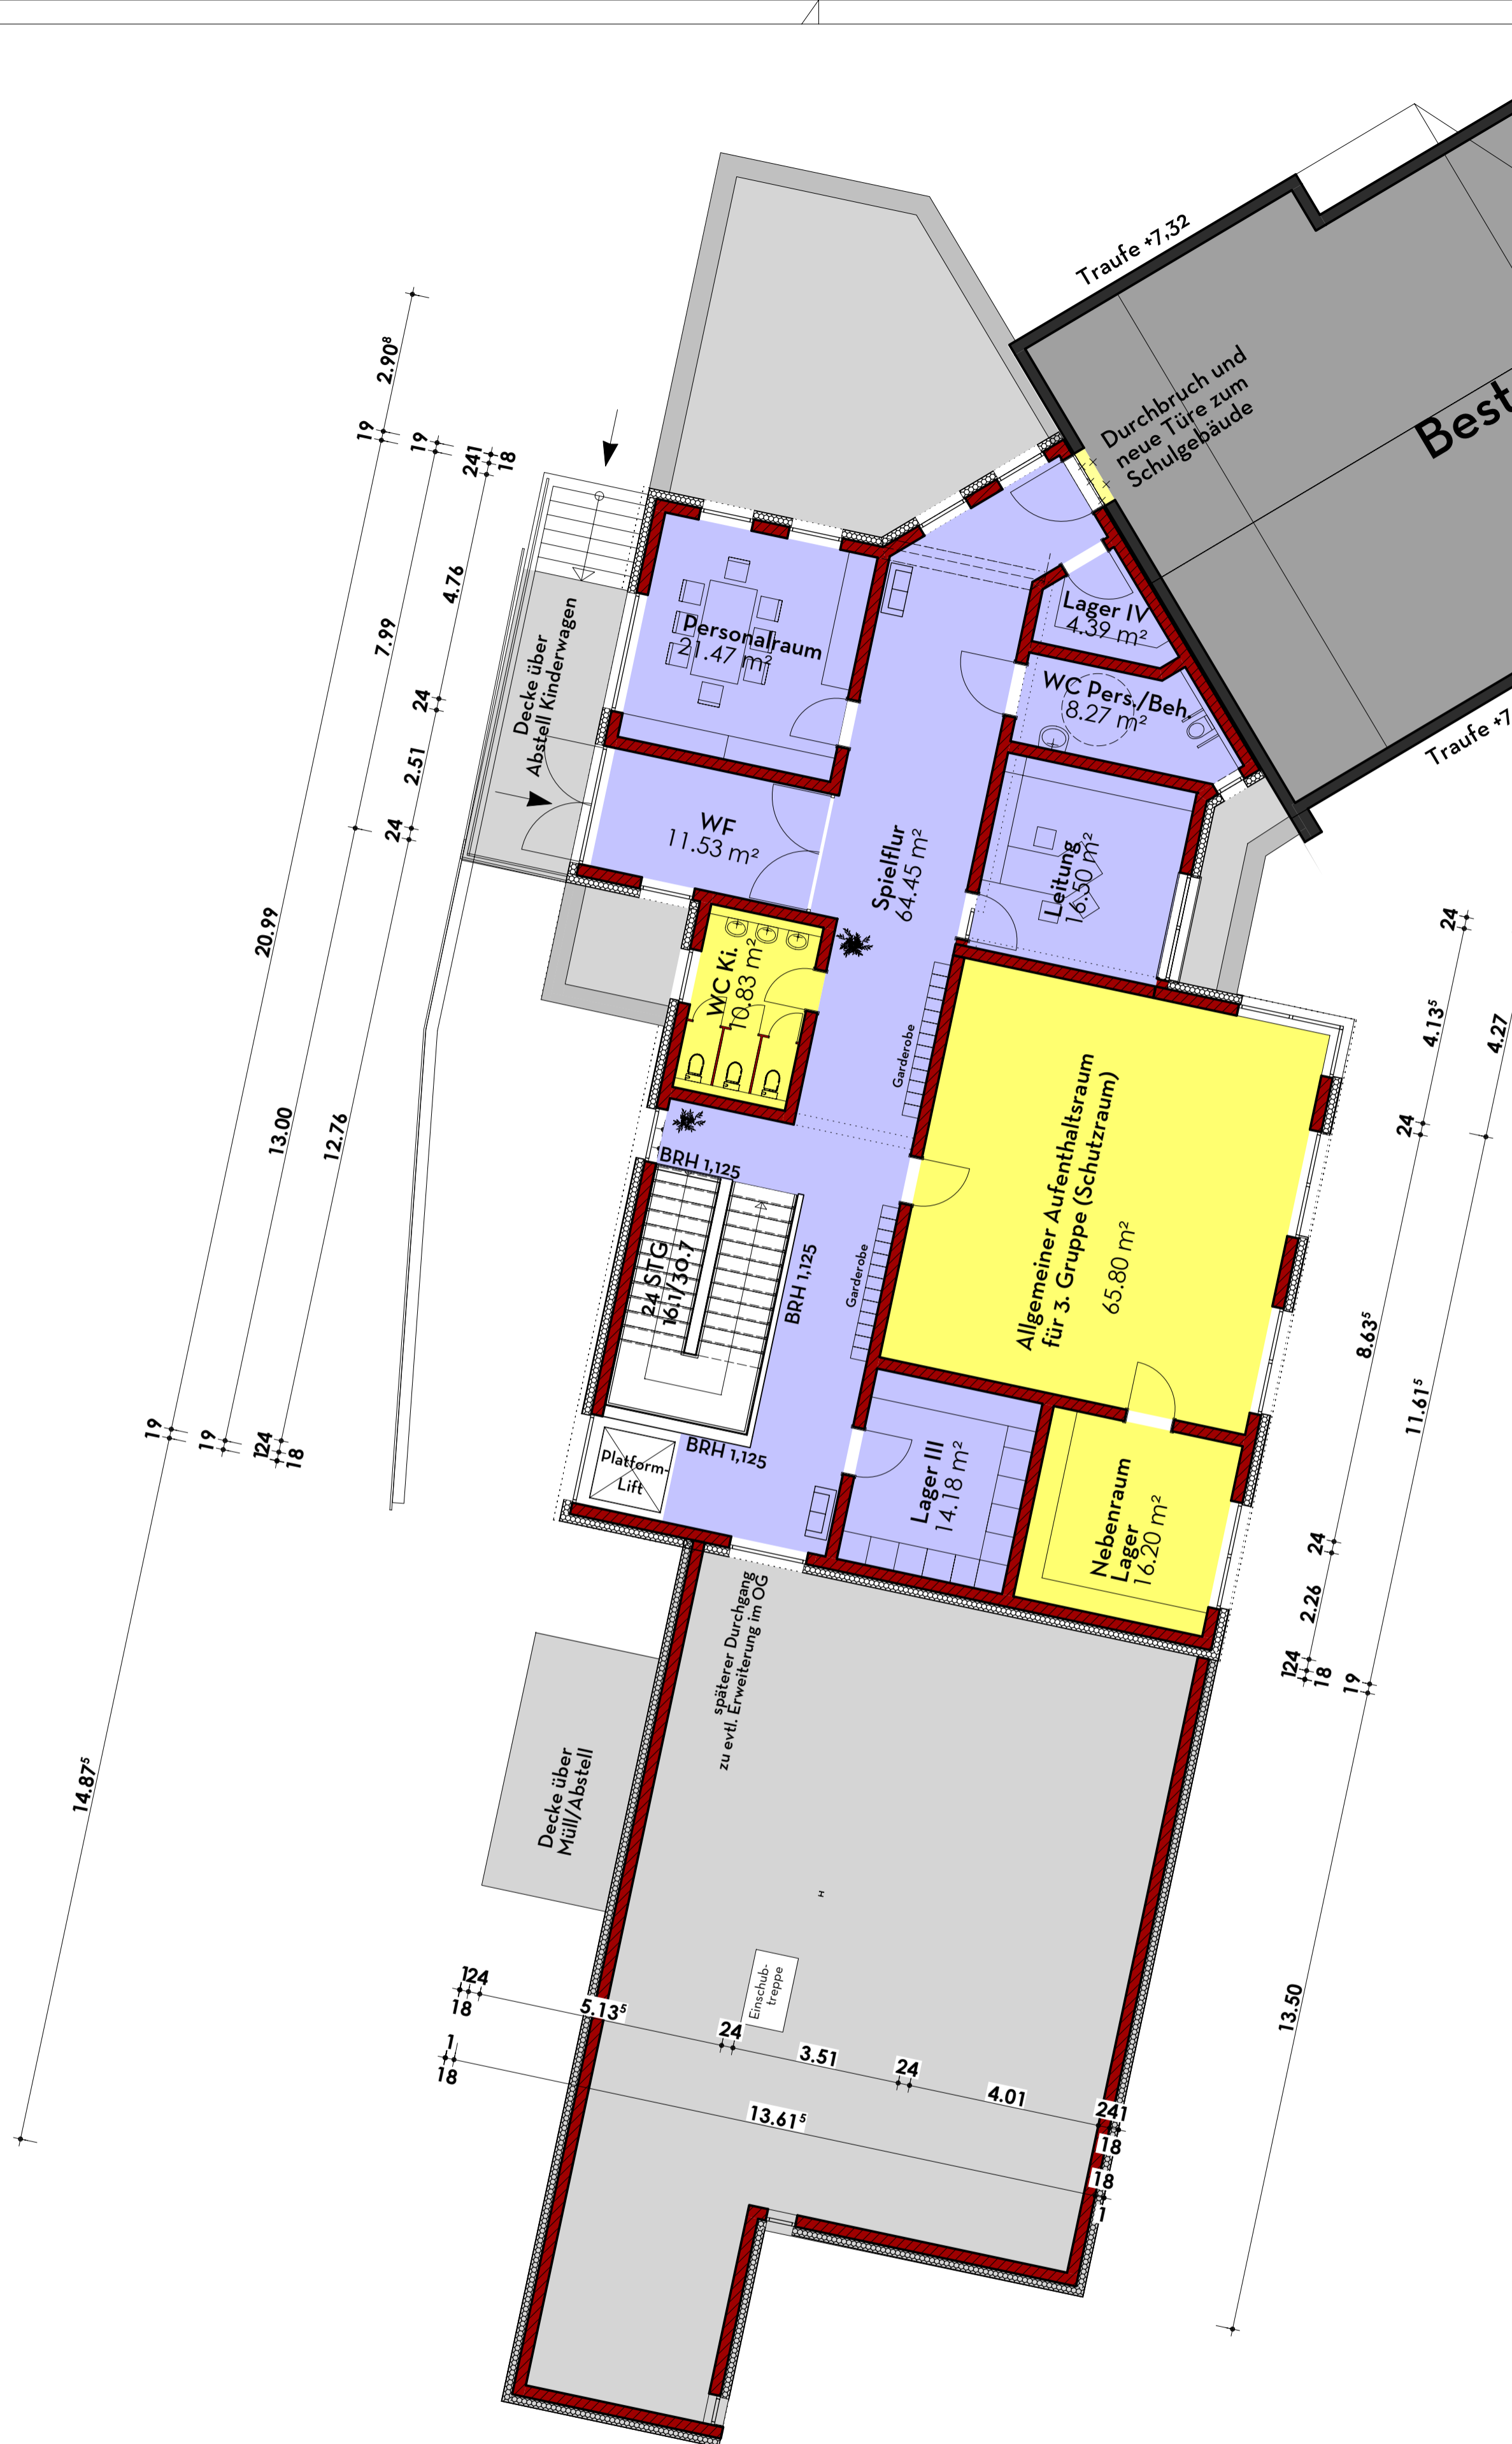 Traufe +7,32
Durchbruch und
neue Türe zum
Schulgebäude
Best
Traufe +7
2.90⁸
19
19
241
18
4.76
7.99
24
2.51
24
20.99
13.00
12.76
19
19
124
18
14.87⁵
Decke über
Abstell Kinderwagen
Personalraum
21.47 m²
Lager IV
4.39 m²
WC Pers./Beh.
8.27 m²
WF
11.53 m²
Spielflur
64.45 m²
Leitung
16.50 m²
WC Ki.
10.83 m²
Garderobe
Allgemeiner Aufenthaltsraum
für 3. Gruppe (Schutzraum)
65.80 m²
BRH 1,125
24 STG
16.1/30.7
BRH 1,125
Garderobe
BRH 1,125
Platform-
Lift
Lager III
14.18 m²
Nebenraum
Lager
16.20 m²
24
4.13⁵
4.27
24
8.63⁵
11.61⁵
24
2.26
124
18
19
13.50
späterer Durchgang
zu evtl. Erweiterung im OG
Decke über
Müll/Abstell
H
Einschub-
treppe
124
18
5.13⁵
24
3.51
24
4.01
241
18
1
18
13.61⁵
18
1